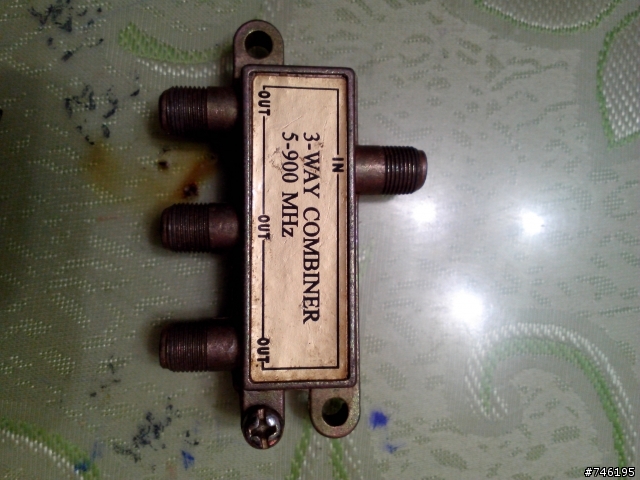 IN
3-WAY COMBINER
5-900 MHz
OUT
OUT
OUT
#746195